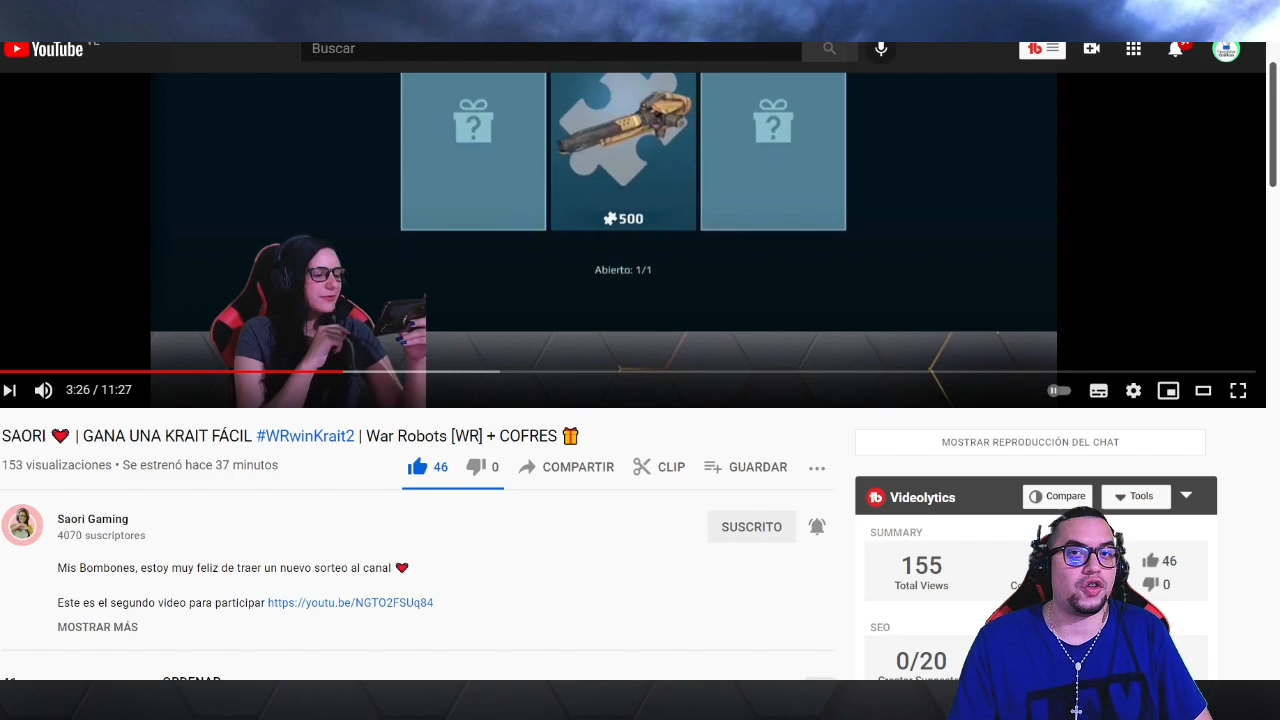 YouTube
Buscar
500
Abierto: 1/1
3:26 / 11:27
SAORI ❤ | GANA UNA KRAIT FÁCIL #WRwinKrait2 | War Robots [WR] + COFRES 🎁
153 visualizaciones • Se estrenó hace 37 minutos
46
0
COMPARTIR
CLIP
GUARDAR
MOSTRAR REPRODUCCIÓN DEL CHAT
Saori Gaming
4070 suscriptores
SUSCRITO
Mis Bombones, estoy muy feliz de traer un nuevo sorteo al canal ❤
Este es el segundo video para participar https://youtu.be/NGTO2FSUq84
MOSTRAR MÁS
Videolytics
Compare
Tools
SUMMARY
155
Total Views
46
0
SEO
0/20